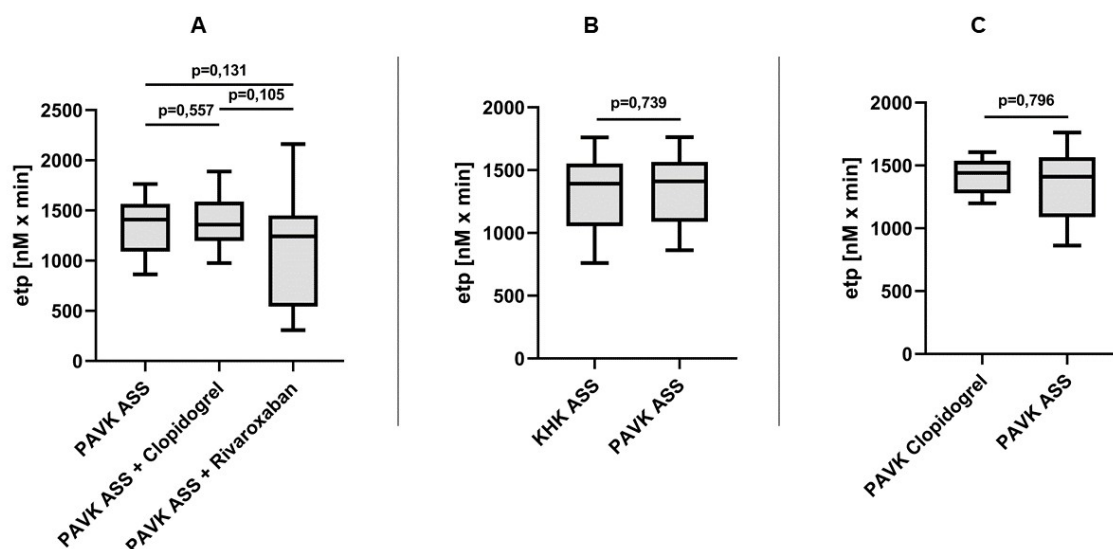 A
p=0,131
p=0,557
p=0,105
etp [nM x min]
2500
2000
1500
1000
500
0
PAVK ASS
PAVK ASS + Clopidogrel
PAVK ASS + Rivaroxaban
B
p=0,739
etp [nM x min]
2000
1500
1000
500
0
KHK ASS
PAVK ASS
C
p=0,796
etp [nM x min]
2000
1500
1000
500
0
PAVK Clopidogrel
PAVK ASS